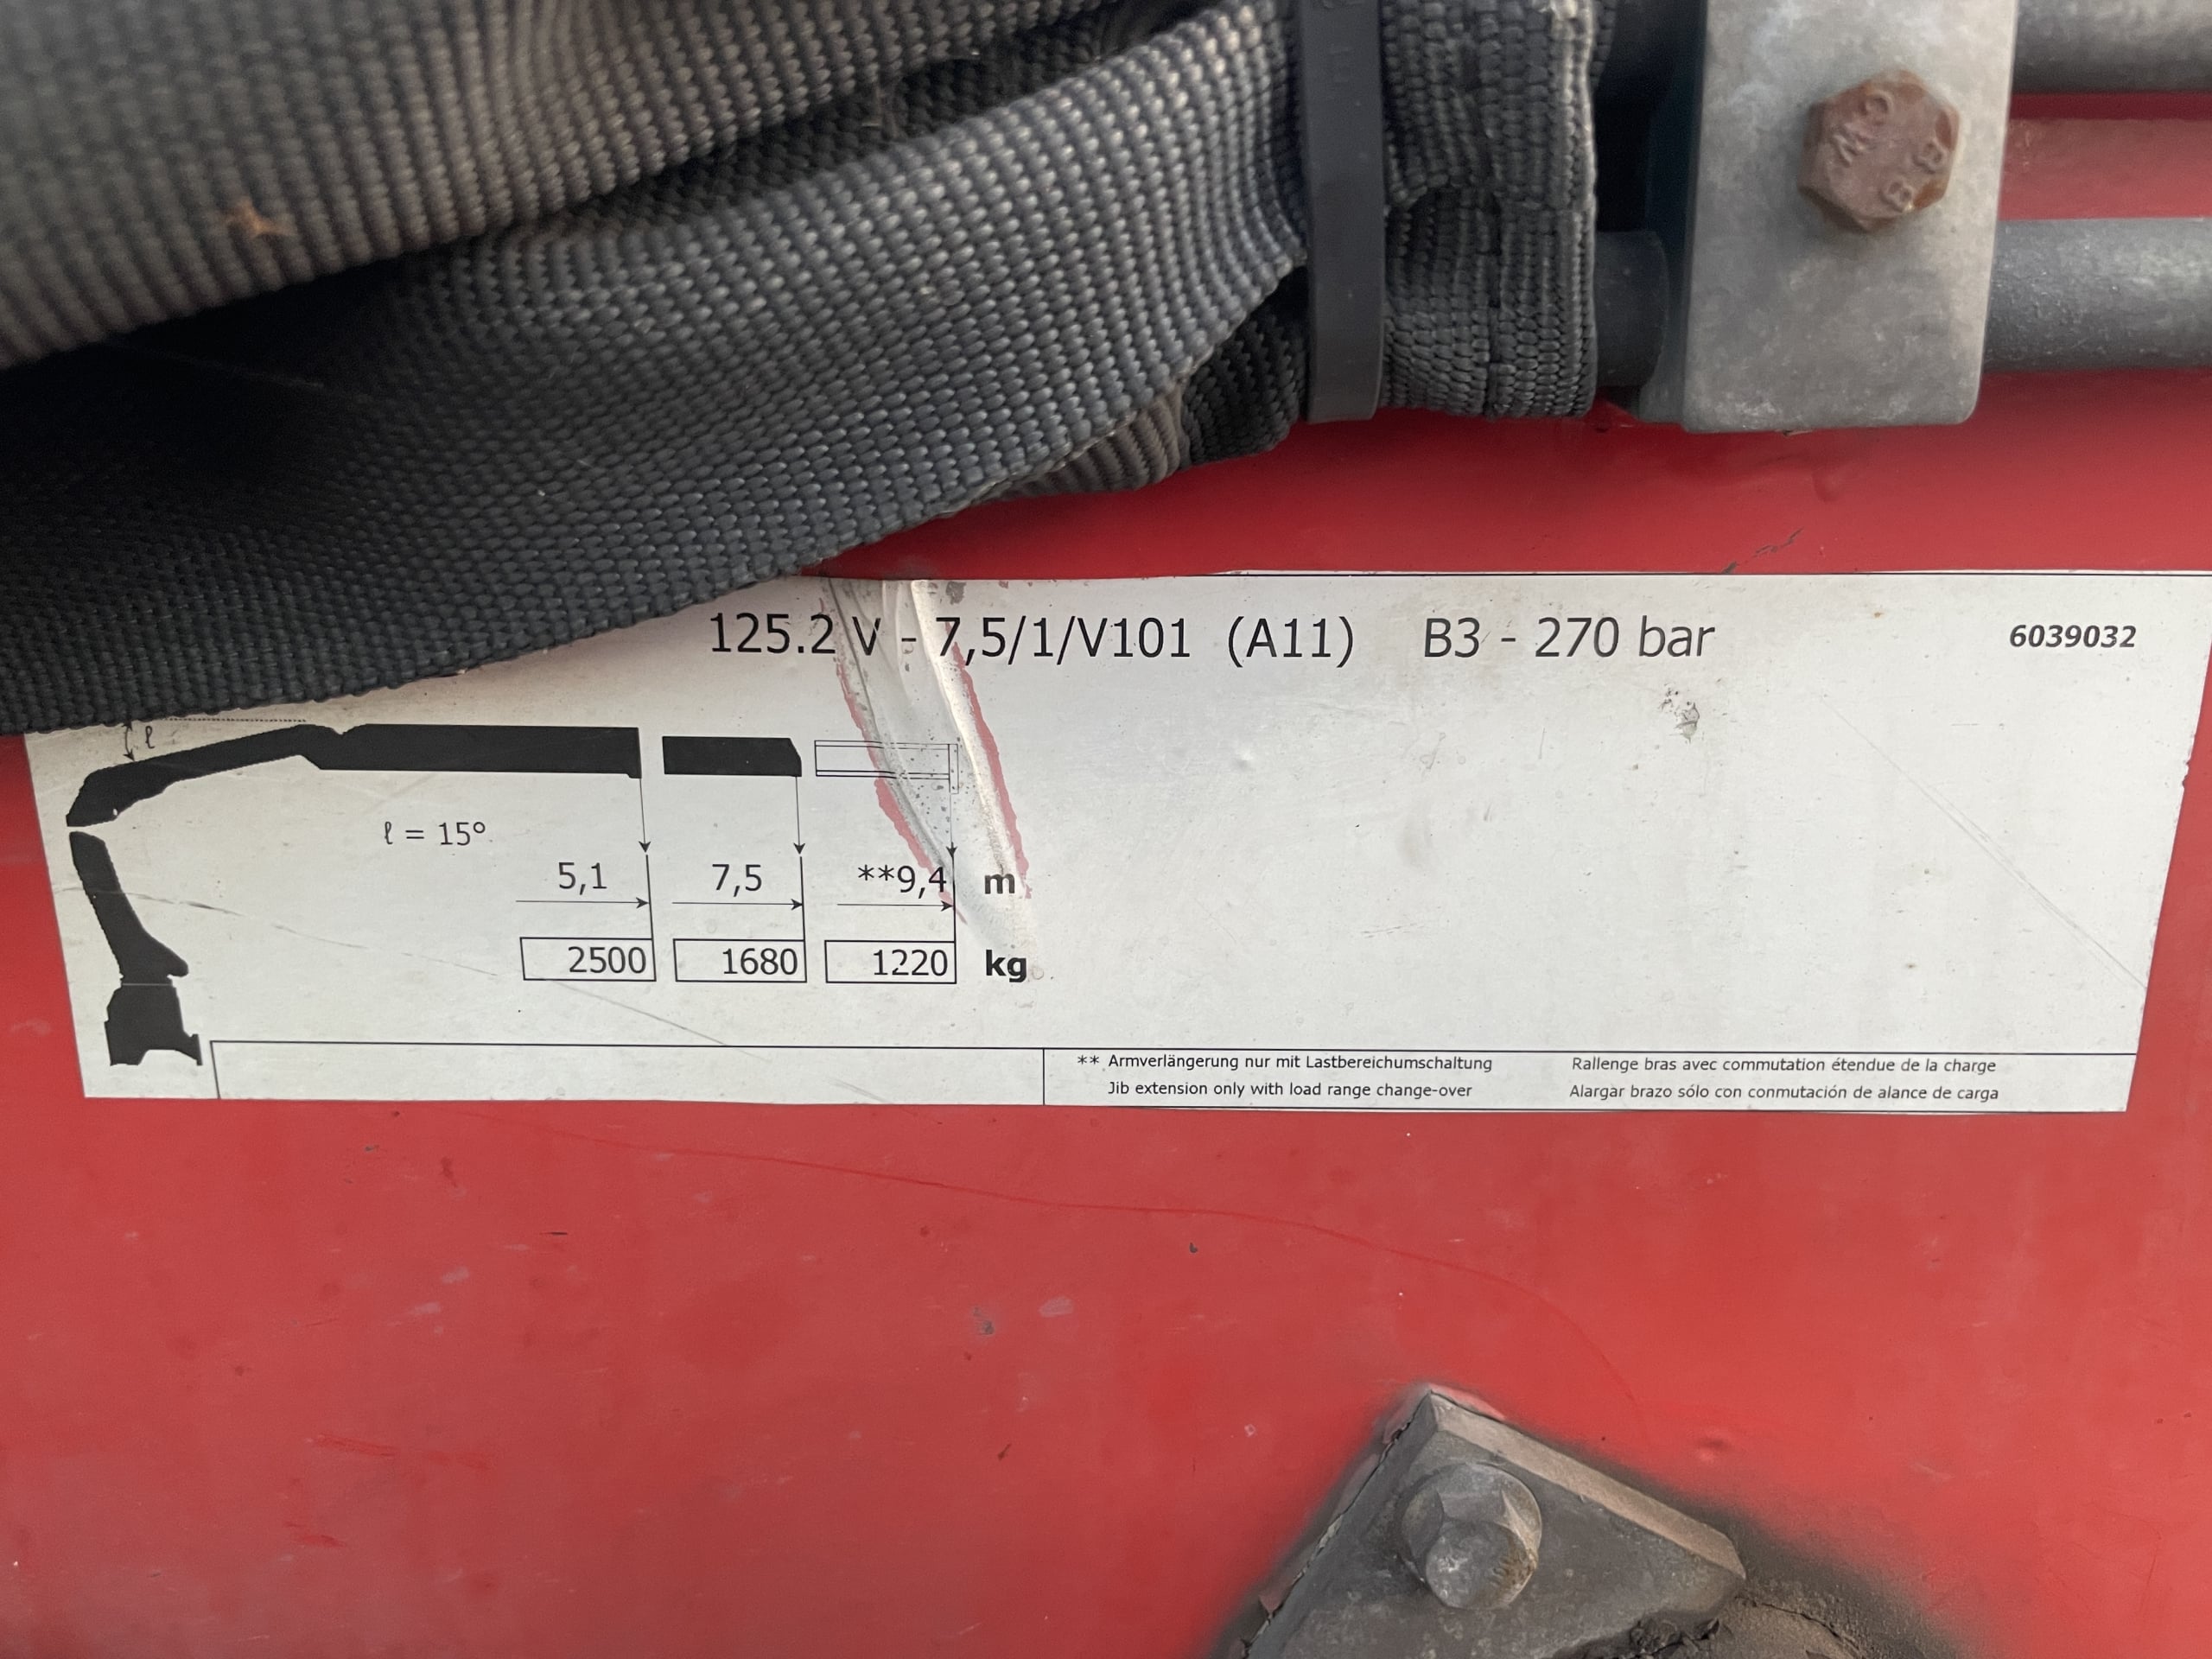 125.2 V - 7,5/1/V101 (A11) B3 - 270 bar 6039032
ℓ
ℓ = 15°
5,1 7,5 **9,4 m
2500 1680 1220 kg
** Armverlängerung nur mit Lastbereichumschaltung
Jib extension only with load range change-over
Rallenge bras avec commutation étendue de la charge
Alargar brazo sólo con conmutación de alance de carga